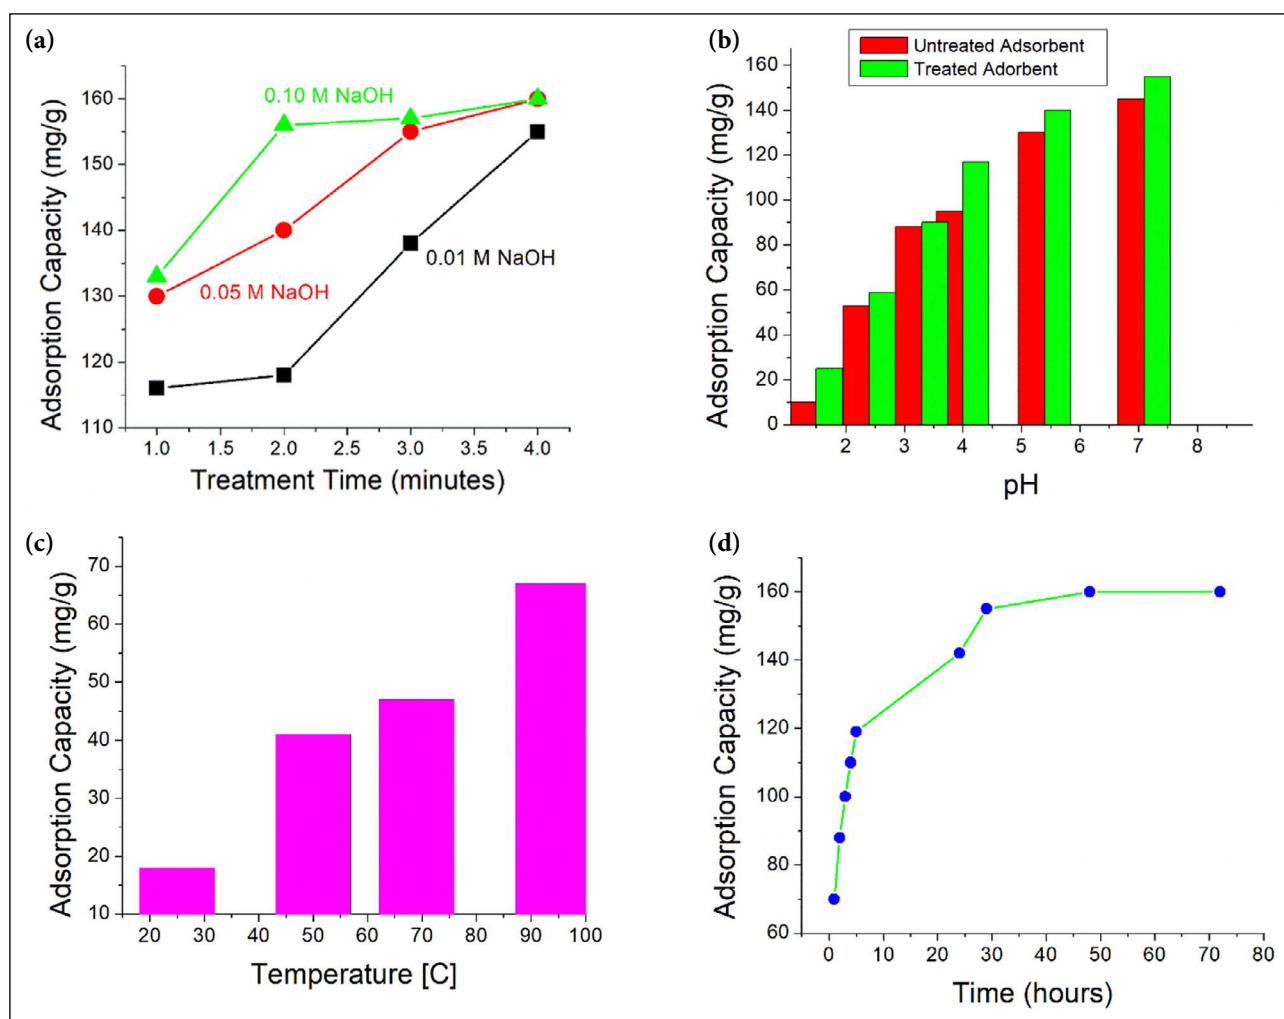 (a)
Adsorption Capacity (mg/g)
160
150
140
130
120
110
0.10 M NaOH
0.05 M NaOH
0.01 M NaOH
1.0 1.5 2.0 2.5 3.0 3.5 4.0
Treatment Time (minutes)
(b)
Untreated Adsorbent
Treated Adorbent
Adsorption Capacity (mg/g)
160
140
120
100
80
60
40
20
0
2 3 4 5 6 7 8
pH
(c)
Adsorption Capacity (mg/g)
70
60
50
40
30
20
10
20 30 40 50 60 70 80 90 100
Temperature [C]
(d)
Adsorption Capacity (mg/g)
160
140
120
100
80
60
0 10 20 30 40 50 60 70 80
Time (hours)